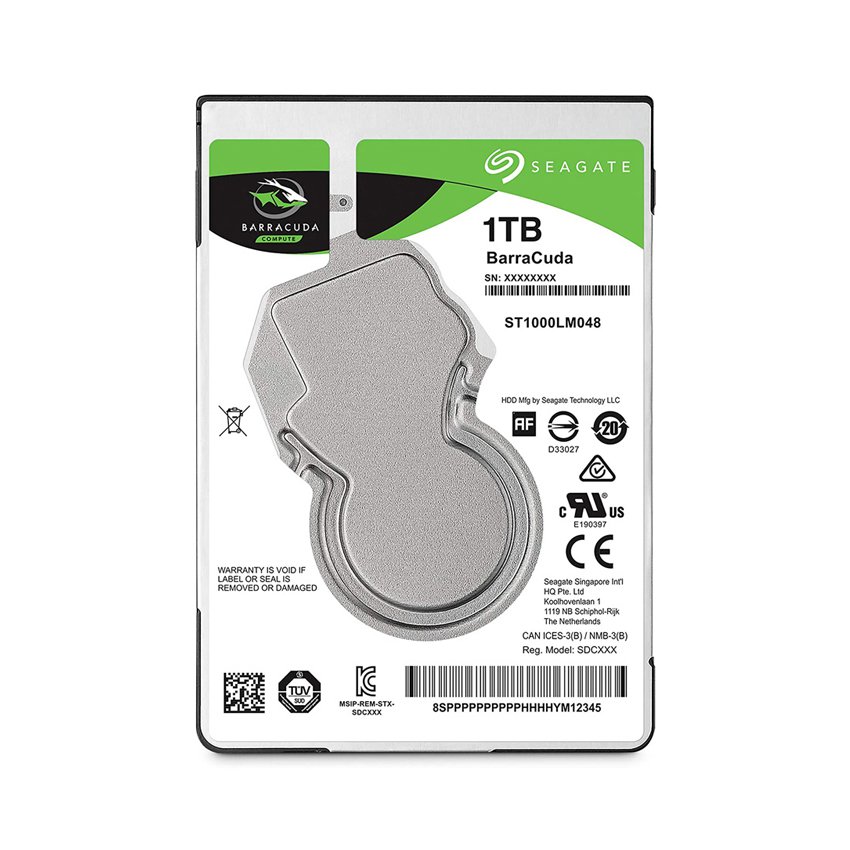 BARRACUDA
COMPUTE
SEAGATE
1TB
BarraCuda
SN: XXXXXXXX
ST1000LM048
HDD Mfg by Seagate Technology LLC
AF
20
D33027
C UR US
E190397
CE
WARRANTY IS VOID IF
LABEL OR SEAL IS
REMOVED OR DAMAGED
Seagate Singapore Int'l
HQ Pte. Ltd
Koolhovenlaan 1
1119 NB Schiphol-Rijk
The Netherlands
CAN ICES-3(B) / NMB-3(B)
Reg. Model: SDCXXX
TÜV
SÜD
MSIP-REM-STX-
SDCXXX
8SPPPPPPPPPPHHHHYM12345